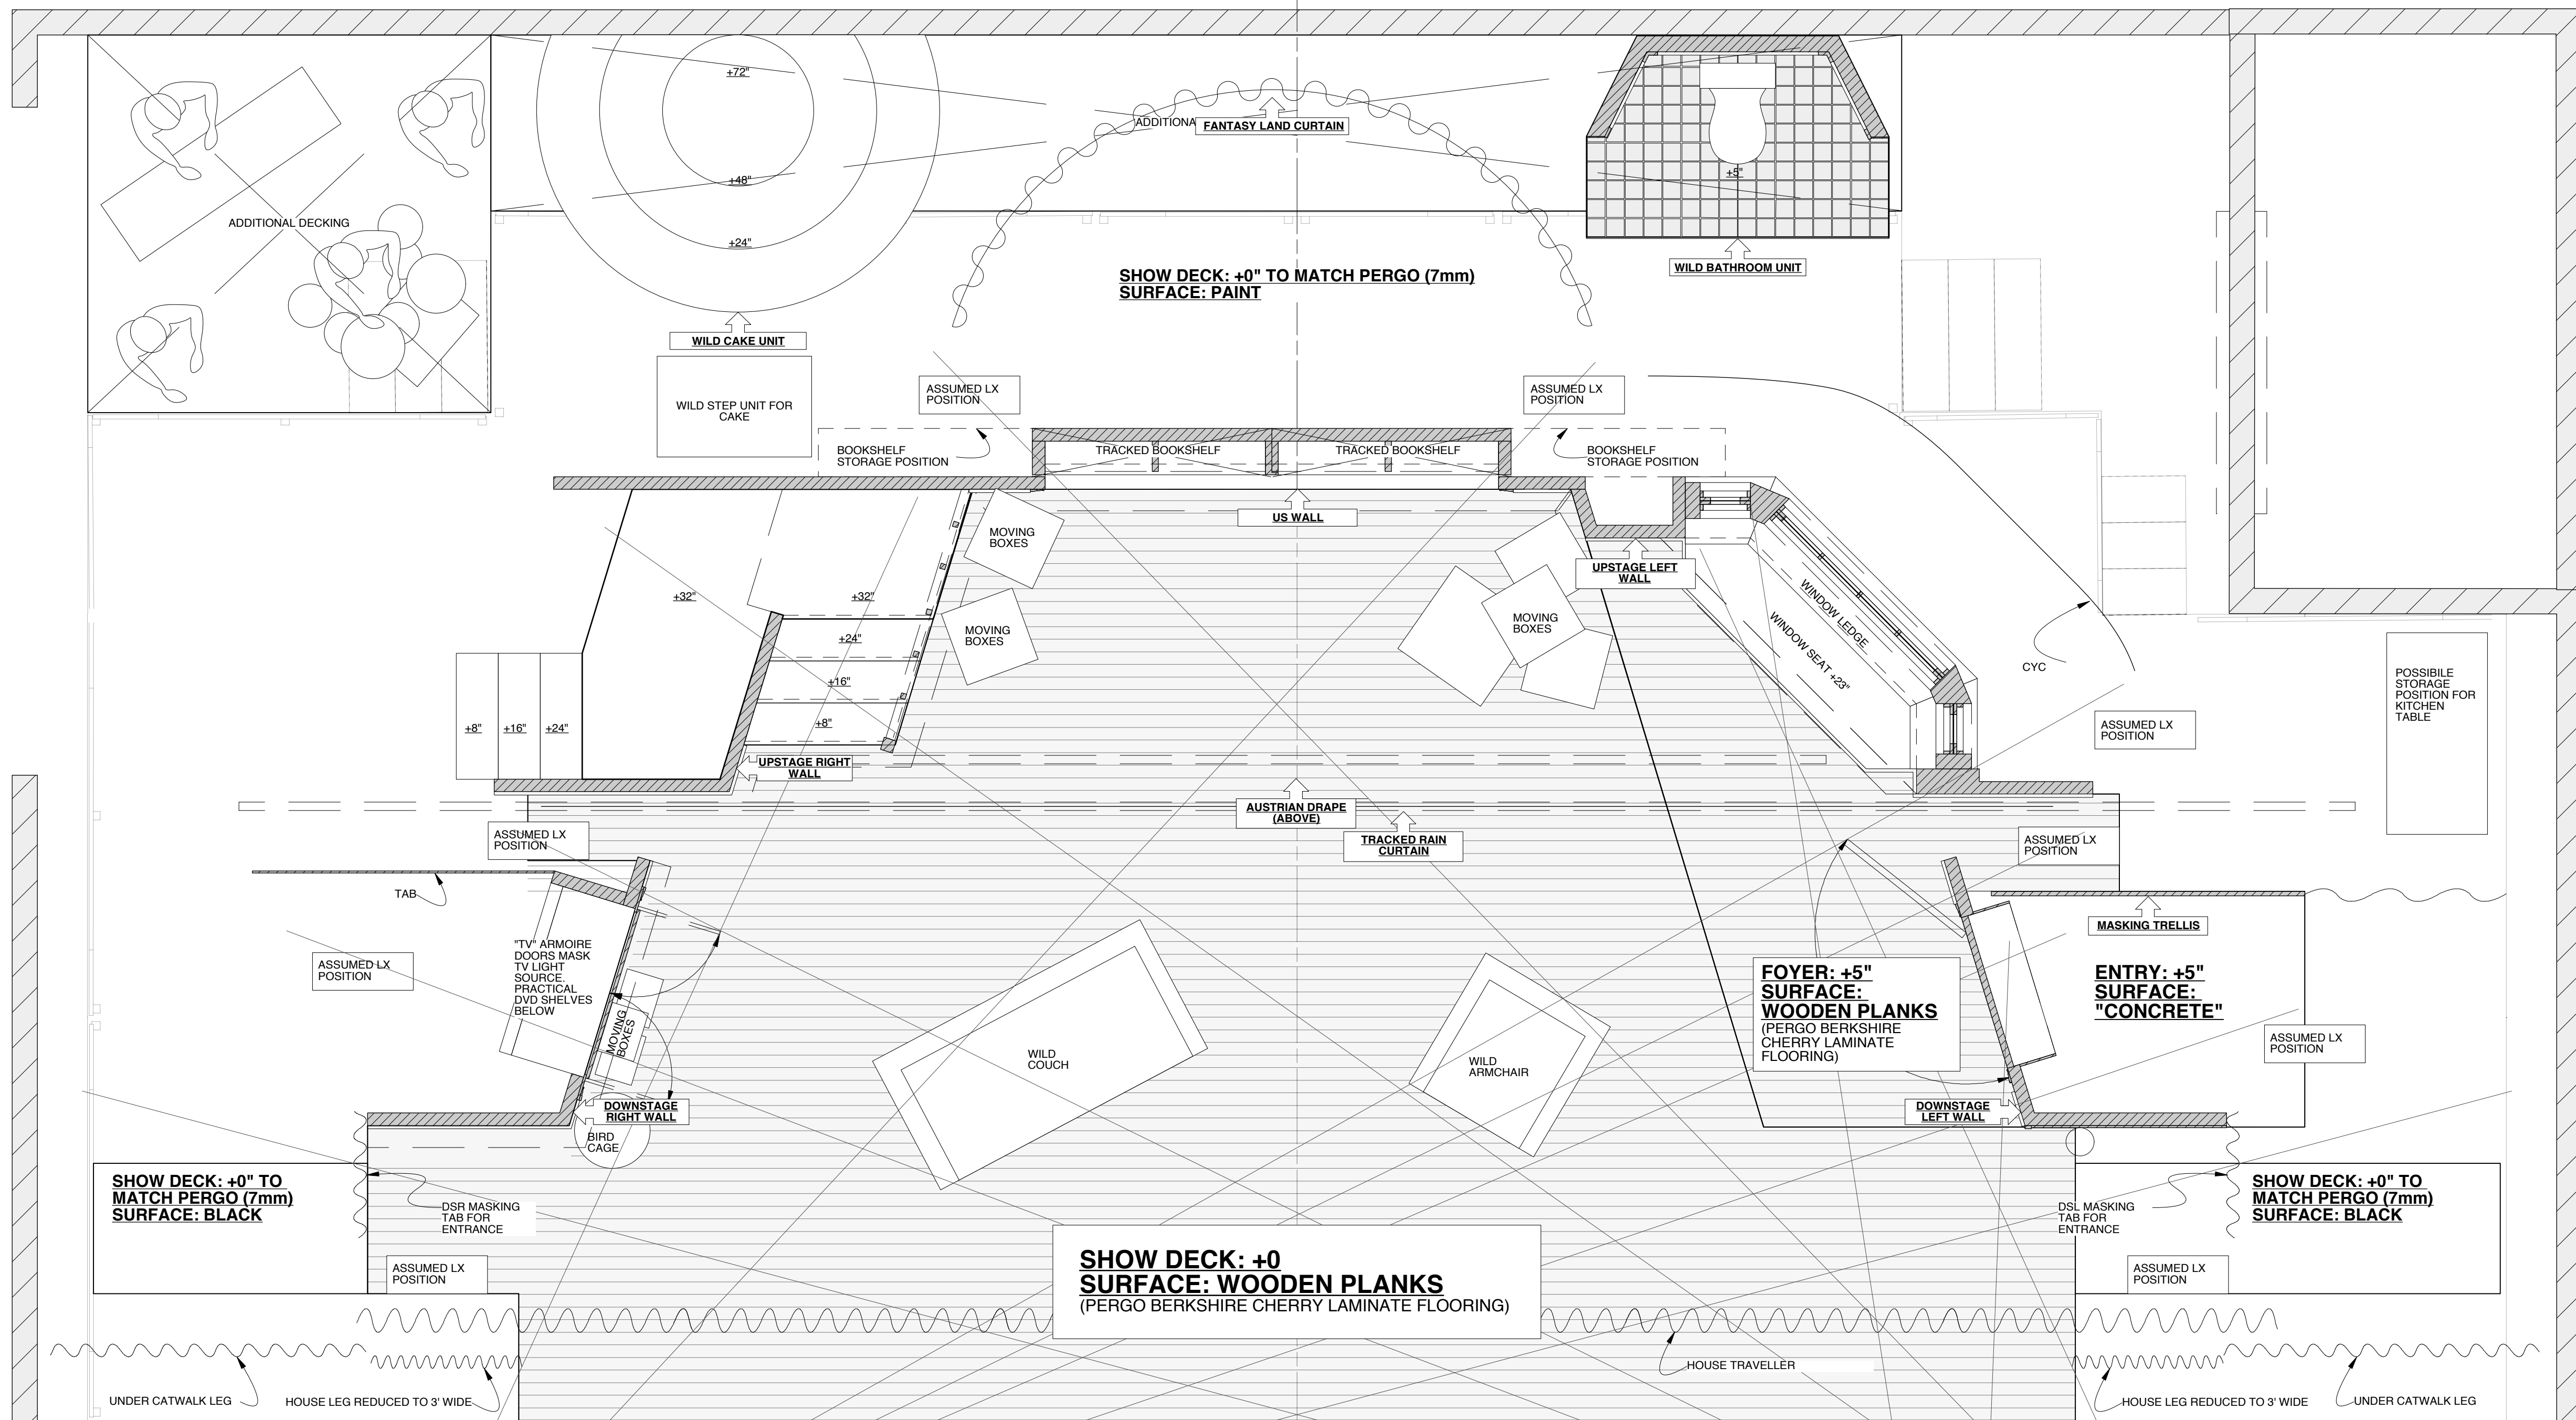 +72"
ADDITIONA
FANTASY LAND CURTAIN
+48"
+5"
ADDITIONAL DECKING
+24"
WILD BATHROOM UNIT
SHOW DECK: +0" TO MATCH PERGO (7mm)
SURFACE: PAINT
WILD CAKE UNIT
WILD STEP UNIT FOR
CAKE
ASSUMED LX
POSITION
ASSUMED LX
POSITION
BOOKSHELF
STORAGE POSITION
TRACKED BOOKSHELF
TRACKED BOOKSHELF
BOOKSHELF
STORAGE POSITION
US WALL
MOVING
BOXES
UPSTAGE LEFT
WALL
+32"
+32"
+24"
+16"
+8"
MOVING
BOXES
MOVING
BOXES
WINDOW LEDGE
WINDOW SEAT +23"
CYC
POSSIBILE
STORAGE
POSITION FOR
KITCHEN
TABLE
+8"
+16"
+24"
ASSUMED LX
POSITION
UPSTAGE RIGHT
WALL
AUSTRIAN DRAPE
(ABOVE)
TRACKED RAIN
CURTAIN
ASSUMED LX
POSITION
ASSUMED LX
POSITION
TAB
MASKING TRELLIS
"TV" ARMOIRE
DOORS MASK
TV LIGHT
SOURCE.
PRACTICAL
DVD SHELVES
BELOW
ASSUMED LX
POSITION
MOVING
BOXES
WILD
COUCH
WILD
ARMCHAIR
FOYER: +5"
SURFACE:
WOODEN PLANKS
(PERGO BERKSHIRE
CHERRY LAMINATE
FLOORING)
ENTRY: +5"
SURFACE:
"CONCRETE"
ASSUMED LX
POSITION
DOWNSTAGE
RIGHT WALL
DOWNSTAGE
LEFT WALL
BIRD
CAGE
SHOW DECK: +0" TO
MATCH PERGO (7mm)
SURFACE: BLACK
DSR MASKING
TAB FOR
ENTRANCE
DSL MASKING
TAB FOR
ENTRANCE
SHOW DECK: +0" TO
MATCH PERGO (7mm)
SURFACE: BLACK
SHOW DECK: +0
SURFACE: WOODEN PLANKS
(PERGO BERKSHIRE CHERRY LAMINATE FLOORING)
ASSUMED LX
POSITION
ASSUMED LX
POSITION
HOUSE TRAVELLER
UNDER CATWALK LEG
HOUSE LEG REDUCED TO 3' WIDE
HOUSE LEG REDUCED TO 3' WIDE
UNDER CATWALK LEG